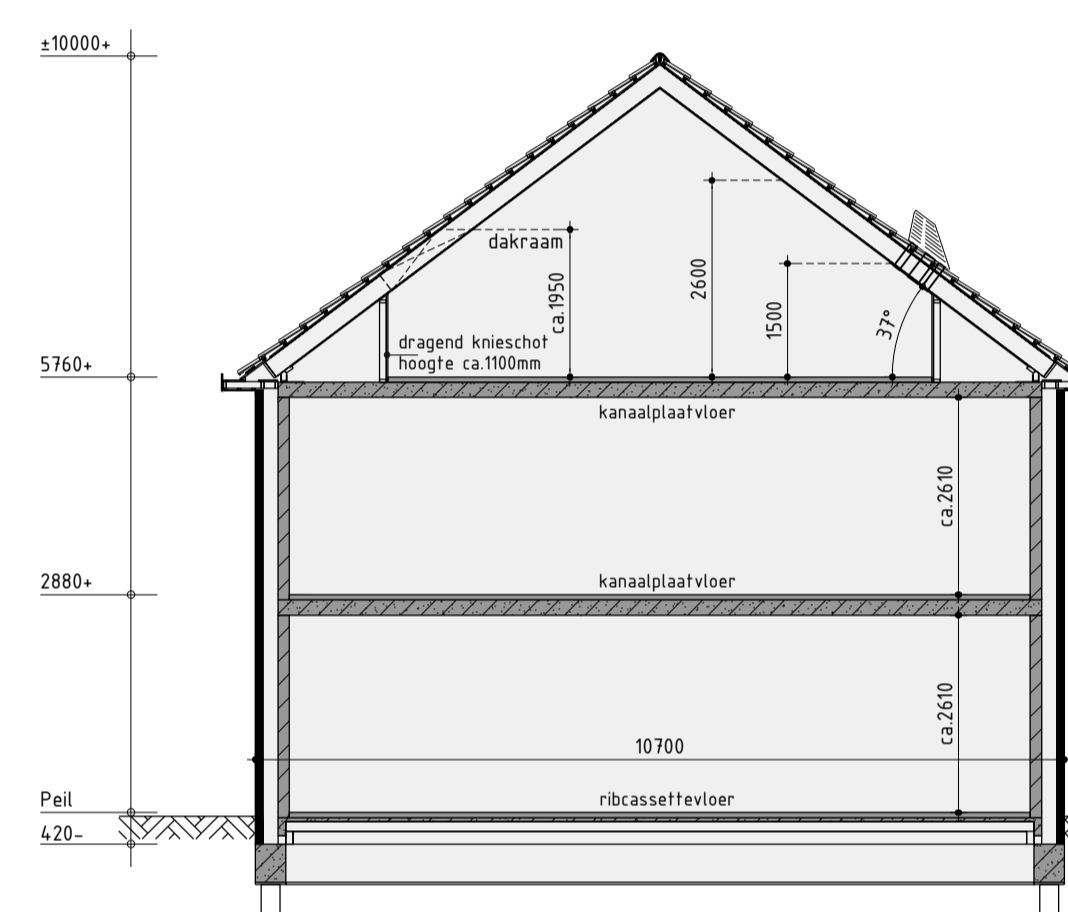 ±10000+
dakraam
ca.1950
2600
1500
37°
dragend knieschot
hoogte ca.1100mm
5760+
kanaalplaatvloer
ca.2610
2880+
kanaalplaatvloer
ca.2610
10700
Peil
ribcassettevloer
420-